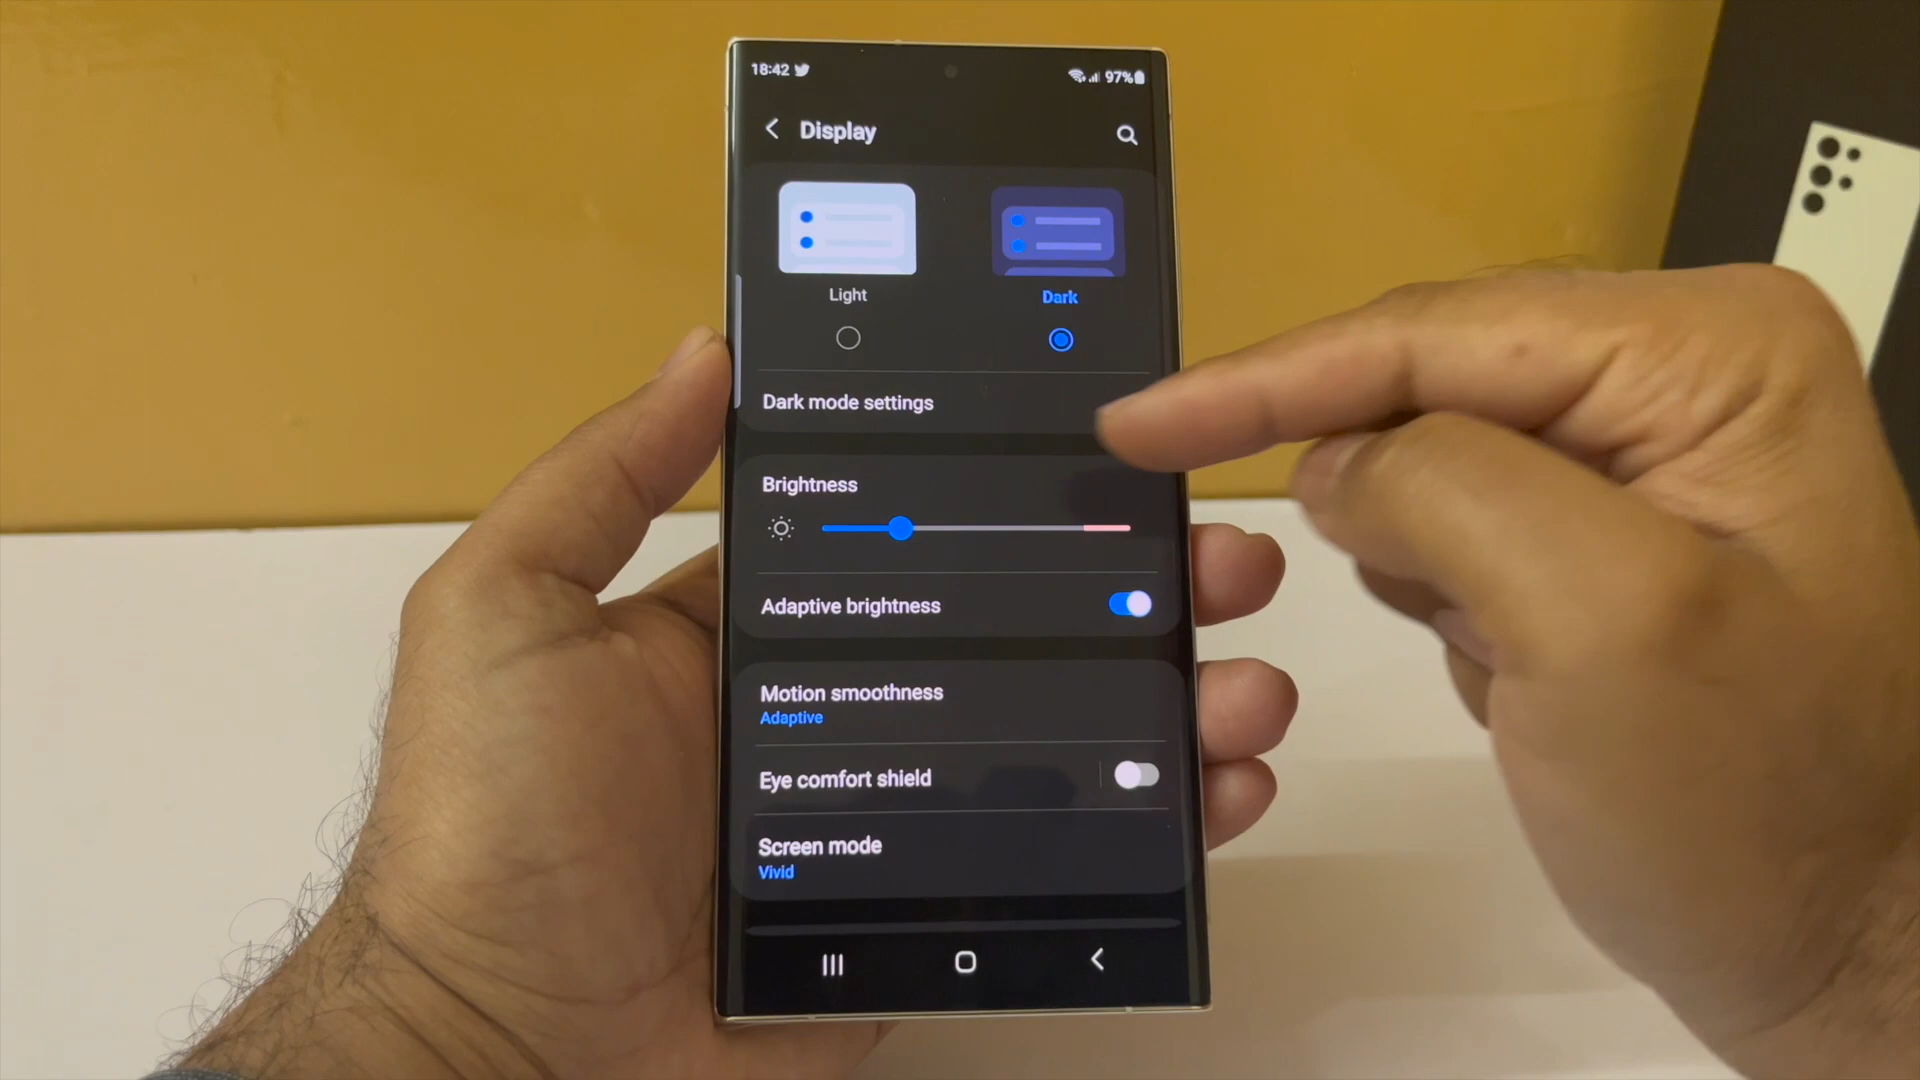 18:42 97%
Display
Light Dark
Dark mode settings
Brightness
Adaptive brightness
Motion smoothness
Adaptive
Eye comfort shield
Screen mode
Vivid